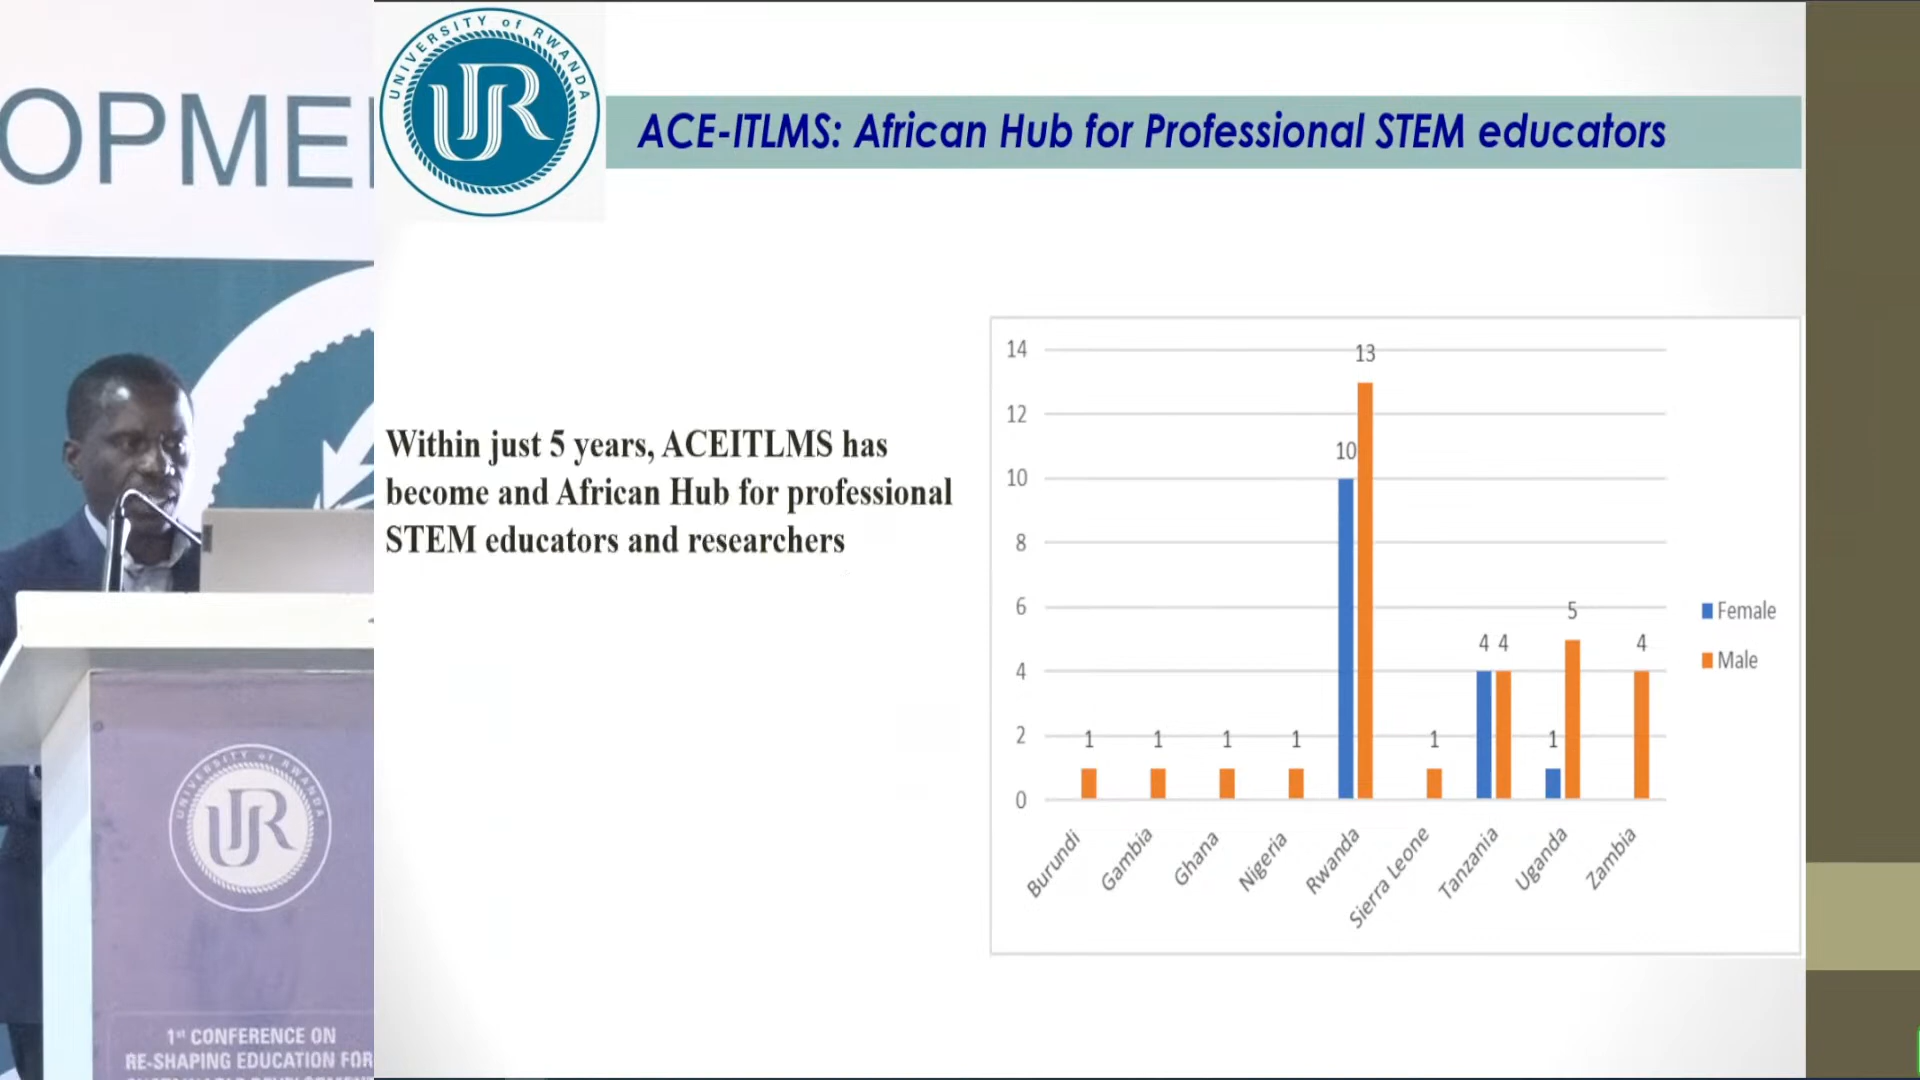 OPME
UNIVERSITY of RWANDA
UR
ACE-ITLMS: African Hub for Professional STEM educators
Within just 5 years, ACEITLMS has
become and African Hub for professional
STEM educators and researchers
14
12
10
8
6
4
2
0
1
1
1
1
10
13
1
4 4
1
5
4
Burundi
Gambia
Ghana
Nigeria
Rwanda
Sierra Leone
Tanzania
Uganda
Zambia
Female
Male
UNIVERSITY of RWANDA
UR
1st CONFERENCE ON
RE-SHAPING EDUCATION FOR